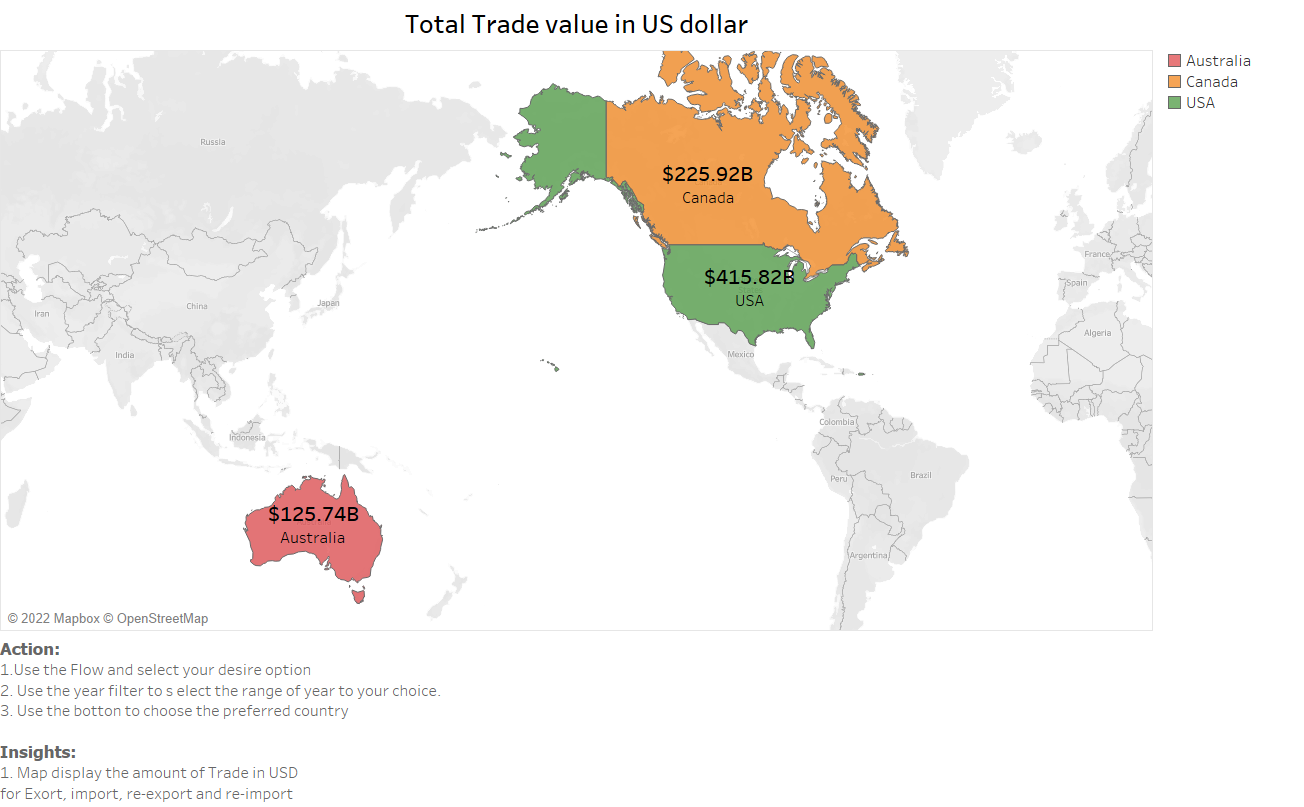 Total Trade value in US dollar
Australia
Canada
USA
Russia
$225.92B
Canada
France
$415.82B
USA
Spain
Japan
China
Iran
Algeria
India
Mexico
Colombia
Indonesia
Brazil
Peru
$125.74B
Australia
Argentina
© 2022 Mapbox © OpenStreetMap
Action:
1.Use the Flow and select your desire option
2. Use the year filter to s elect the range of year to your choice.
3. Use the botton to choose the preferred country
Insights:
1. Map display the amount of Trade in USD
for Exort, import, re-export and re-import